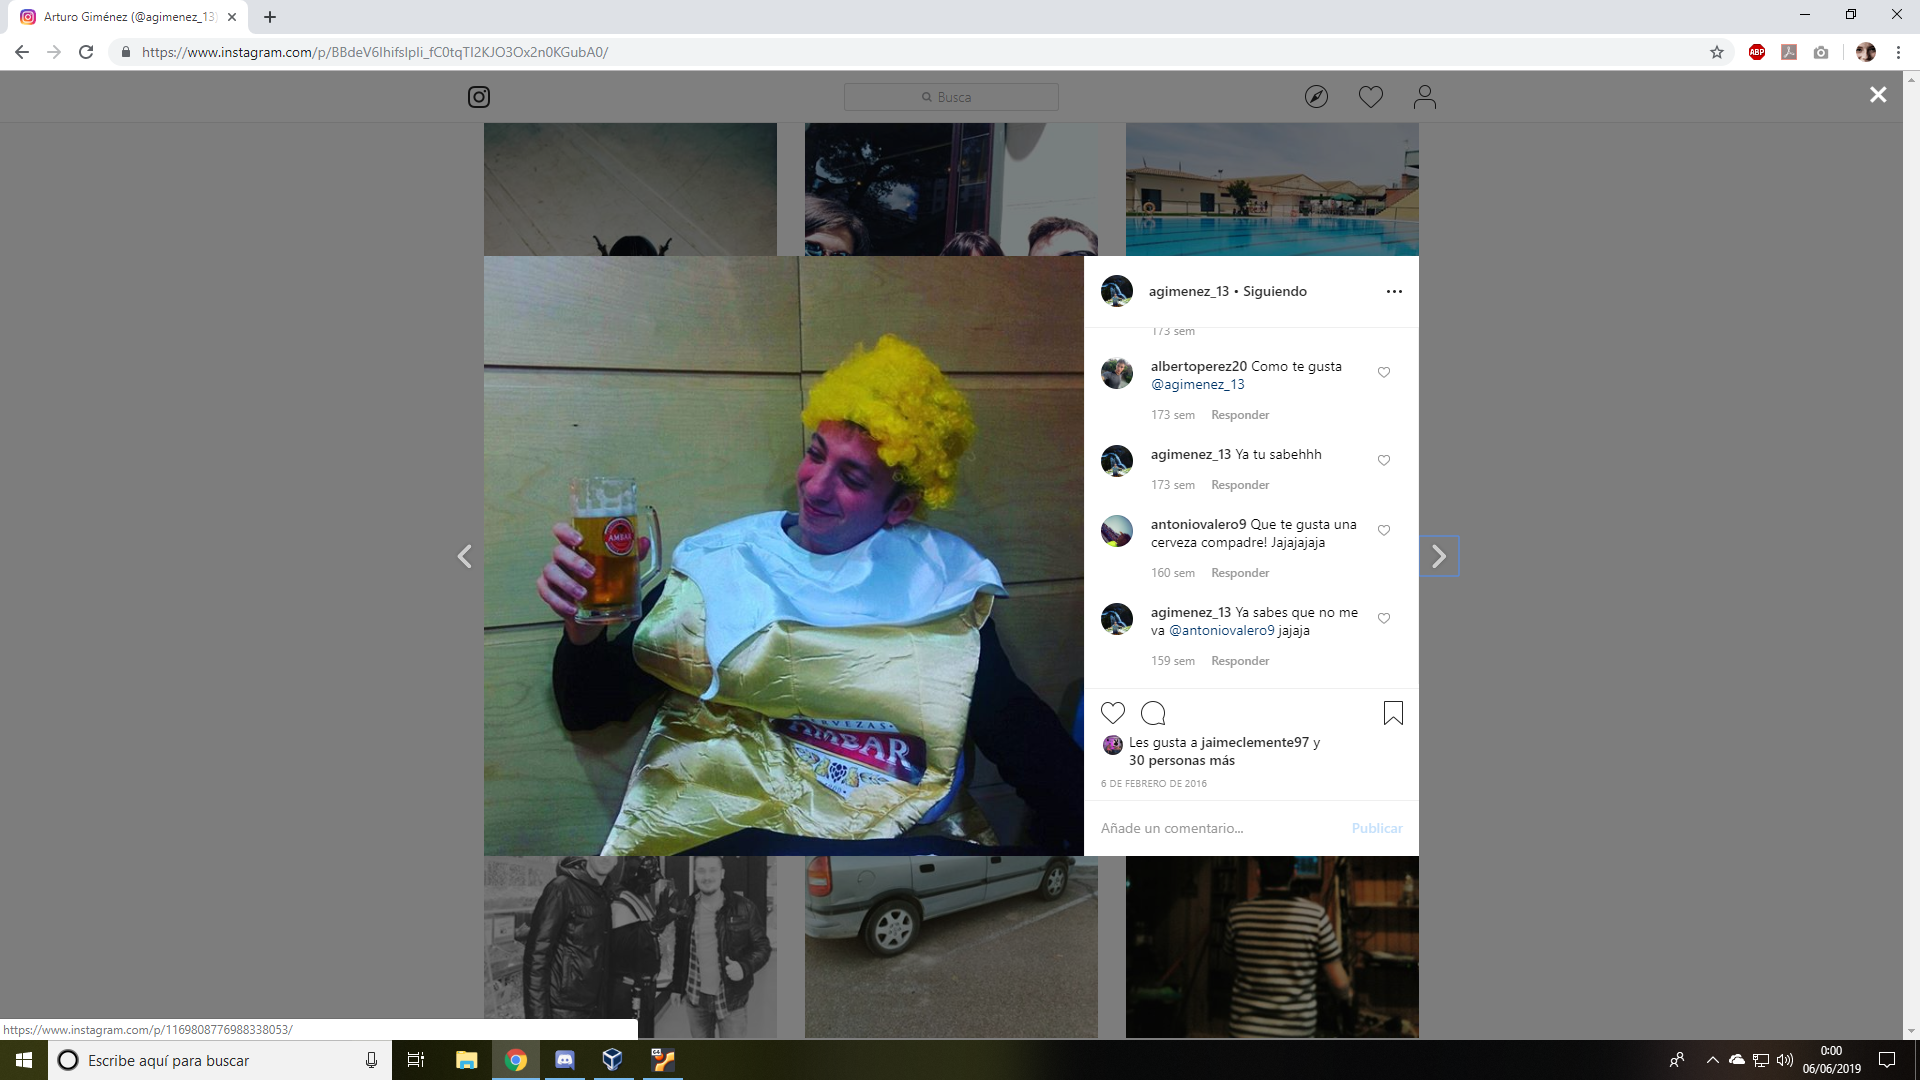 Arturo Giménez (@agimenez_13)
https://www.instagram.com/p/BBdeV6IhifsIpli_fC0tqTI2KJO3Ox2n0KGubA0/
ABP
Busca
agimenez_13 • Siguiendo
173 sem
albertoperez20 Como te gusta
@agimenez_13
173 sem Responder
agimenez_13 Ya tu sabehhh
173 sem Responder
antoniovalero9 Que te gusta una
cerveza compadre! Jajajajaja
160 sem Responder
agimenez_13 Ya sabes que no me
va @antoniovalero9 jajaja
159 sem Responder
AMBAR
AMBAR
Les gusta a jaimeclemente97 y
30 personas más
6 DE FEBRERO DE 2016
Añade un comentario... Publicar
https://www.instagram.com/p/1169808776988338053/
Escribe aquí para buscar
0:00
06/06/2019